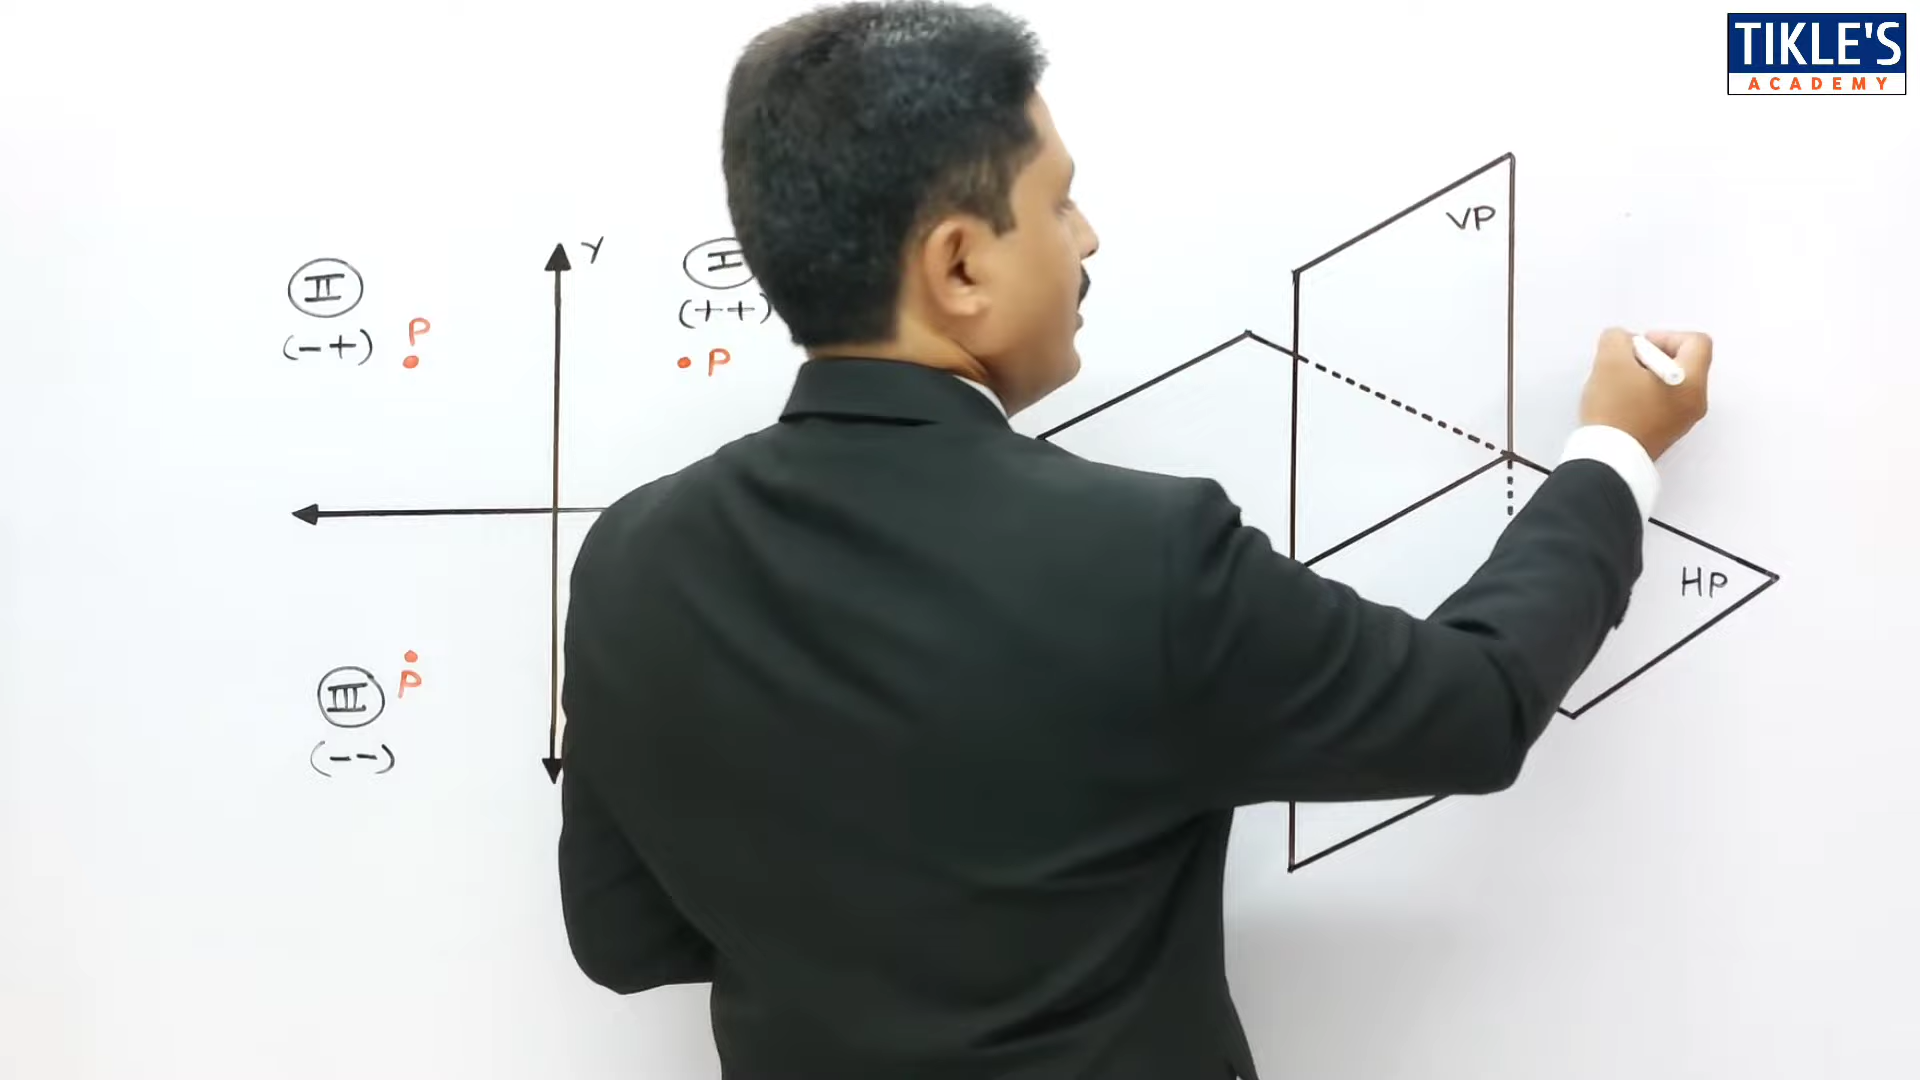 TIKLE'S
ACADEMY
Y
II
(-+)
P
I
(++)
P
III
(--)
P
VP
HP